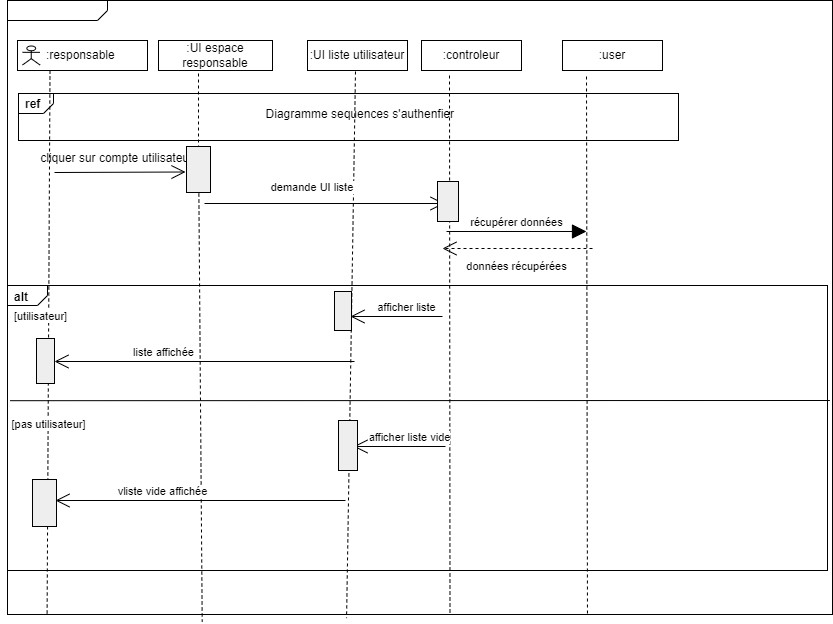 :responsable
:UI espace
responsable
:UI liste utilisateur
:controleur
:user
ref
Diagramme sequences s'authenfier
cliquer sur compte utilisateu
demande UI liste
récupérer données
données récupérées
alt
[utilisateur]
afficher liste
liste affichée
[pas utilisateur]
afficher liste vide
vliste vide affichée